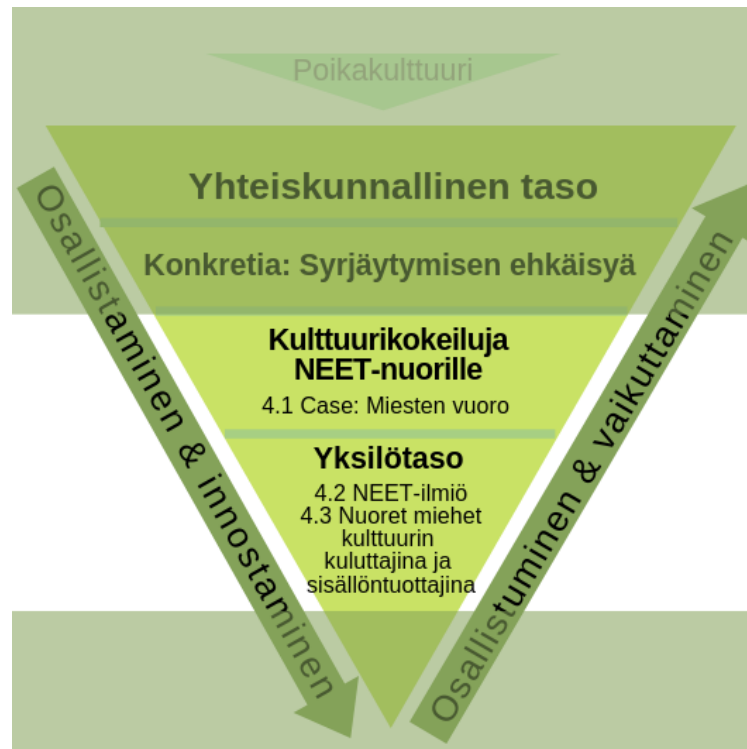 Poikakulttuuri
Yhteiskunnallinen taso
Konkretia: Syrjäytymisen ehkäisyä
Kulttuurikokeiluja
NEET-nuorille
4.1 Case: Miesten vuoro
Yksilötaso
4.2 NEET-ilmiö
4.3 Nuoret miehet
kulttuurin
kuluttajina ja
sisällöntuottajina
Osallistaminen & innostaminen
Osallistuminen & vaikuttaminen